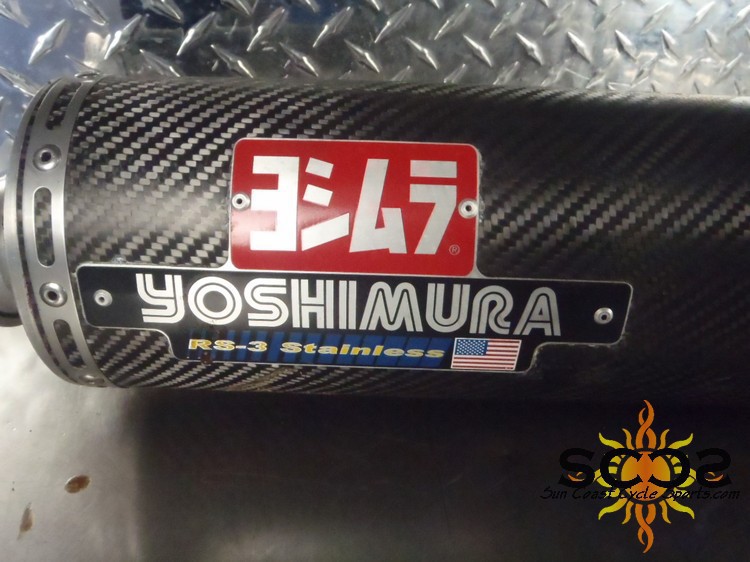 ヨシムラ
®
YOSHIMURA
RS-3 Stainless
SCCS
Sun Coast Cycle Sports.com